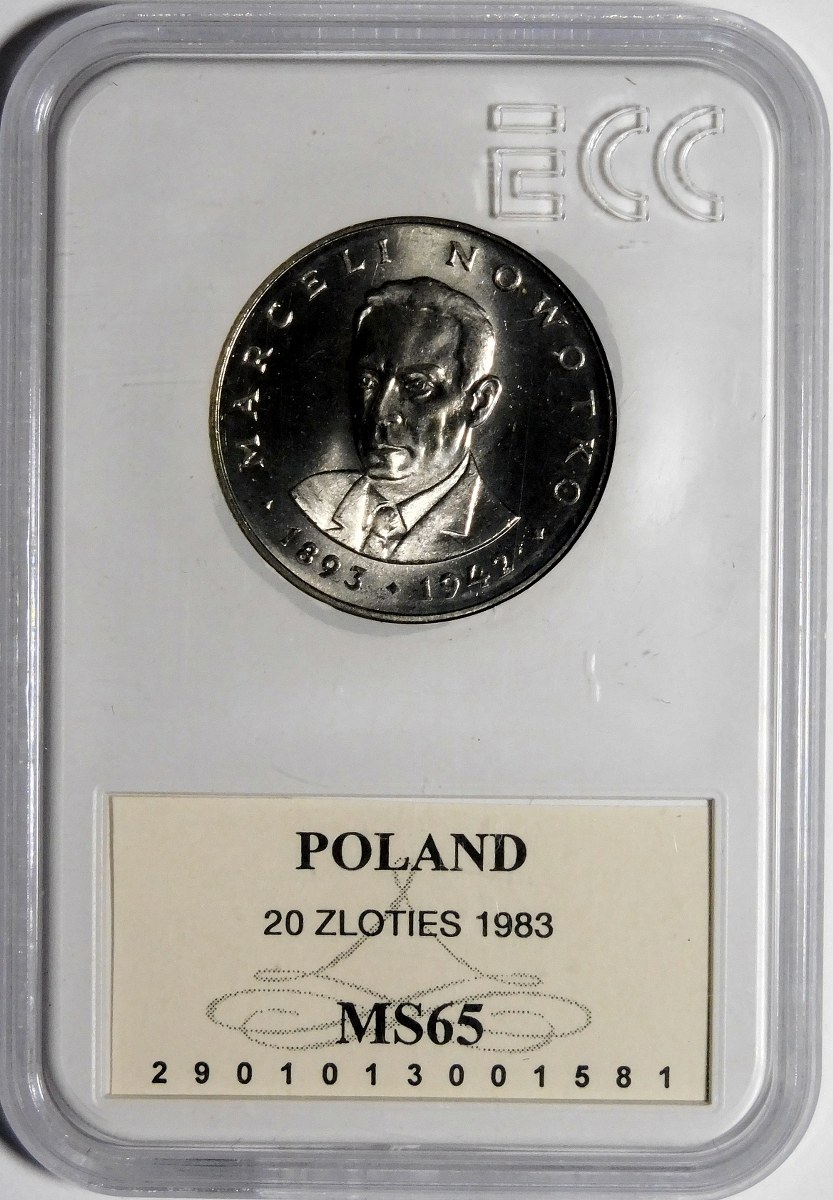 ECC
MARCELI NOWOTKO
1893 • 1942
POLAND
20 ZLOTIES 1983
MS65
2901013001581